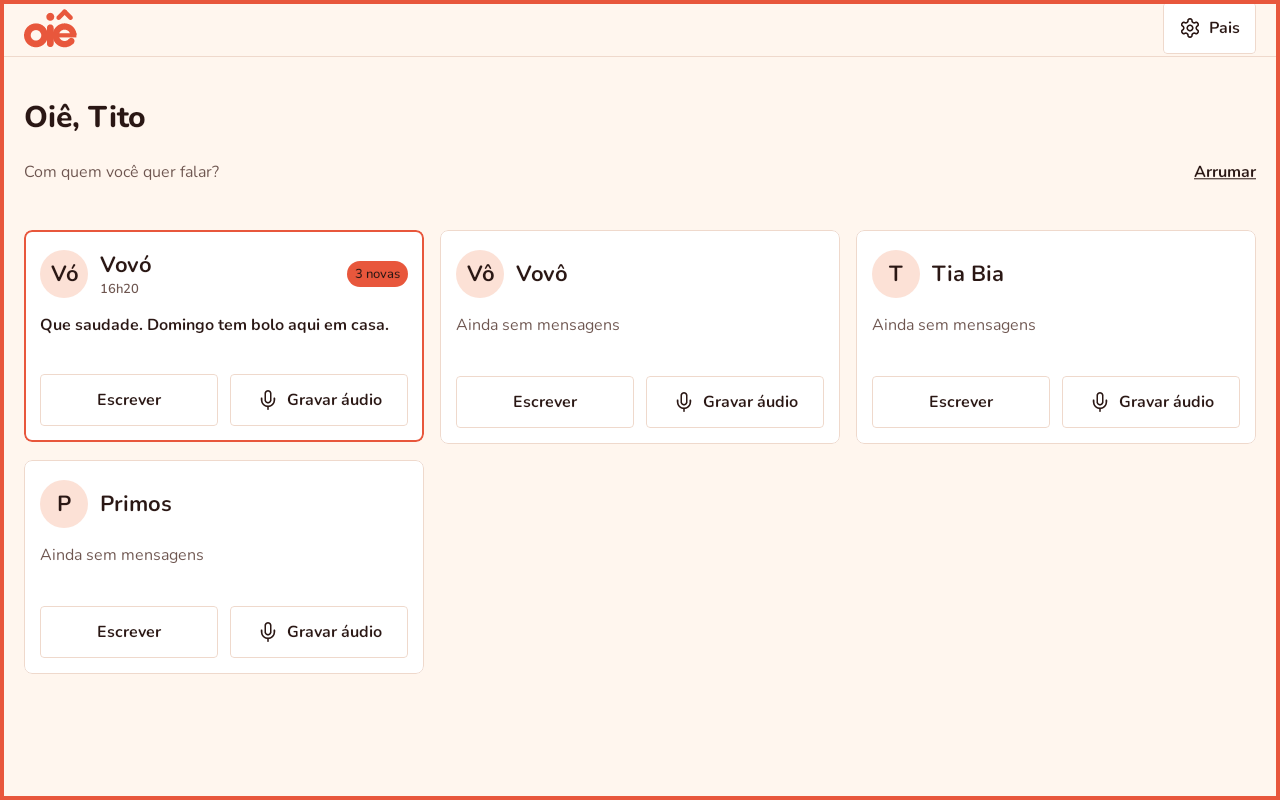 oiê
Pais
Oiê, Tito
Com quem você quer falar?
Arrumar
Vó
Vovó
16h20
3 novas
Que saudade. Domingo tem bolo aqui em casa.
Escrever
Gravar áudio
Vô
Vovô
Ainda sem mensagens
Escrever
Gravar áudio
T
Tia Bia
Ainda sem mensagens
Escrever
Gravar áudio
P
Primos
Ainda sem mensagens
Escrever
Gravar áudio